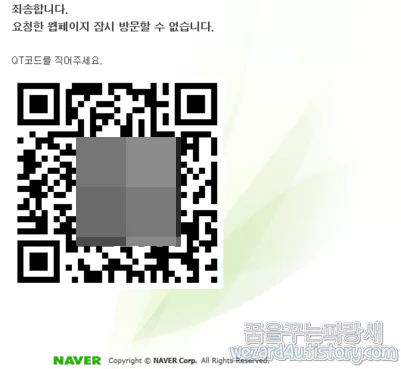 죄송합니다.
요청한 웹페이지 잠시 방문할 수 없습니다.
QT코드를 직어주세요.
꿈을꾸는파랑새
wezard4u.tistory.com
NAVER Copyright © NAVER Corp. All Rights Reserved.